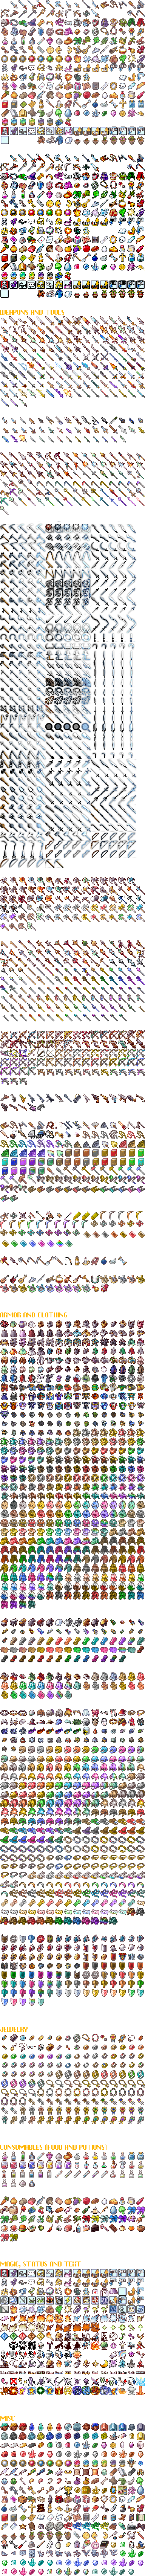 WEAPONS AND TOOLS
ARMOR AND CLOTHING
JEWELRY
CONSUMABLES (FOOD AND POTIONS)
MAGIC, STATUS AND TEXT
MISC